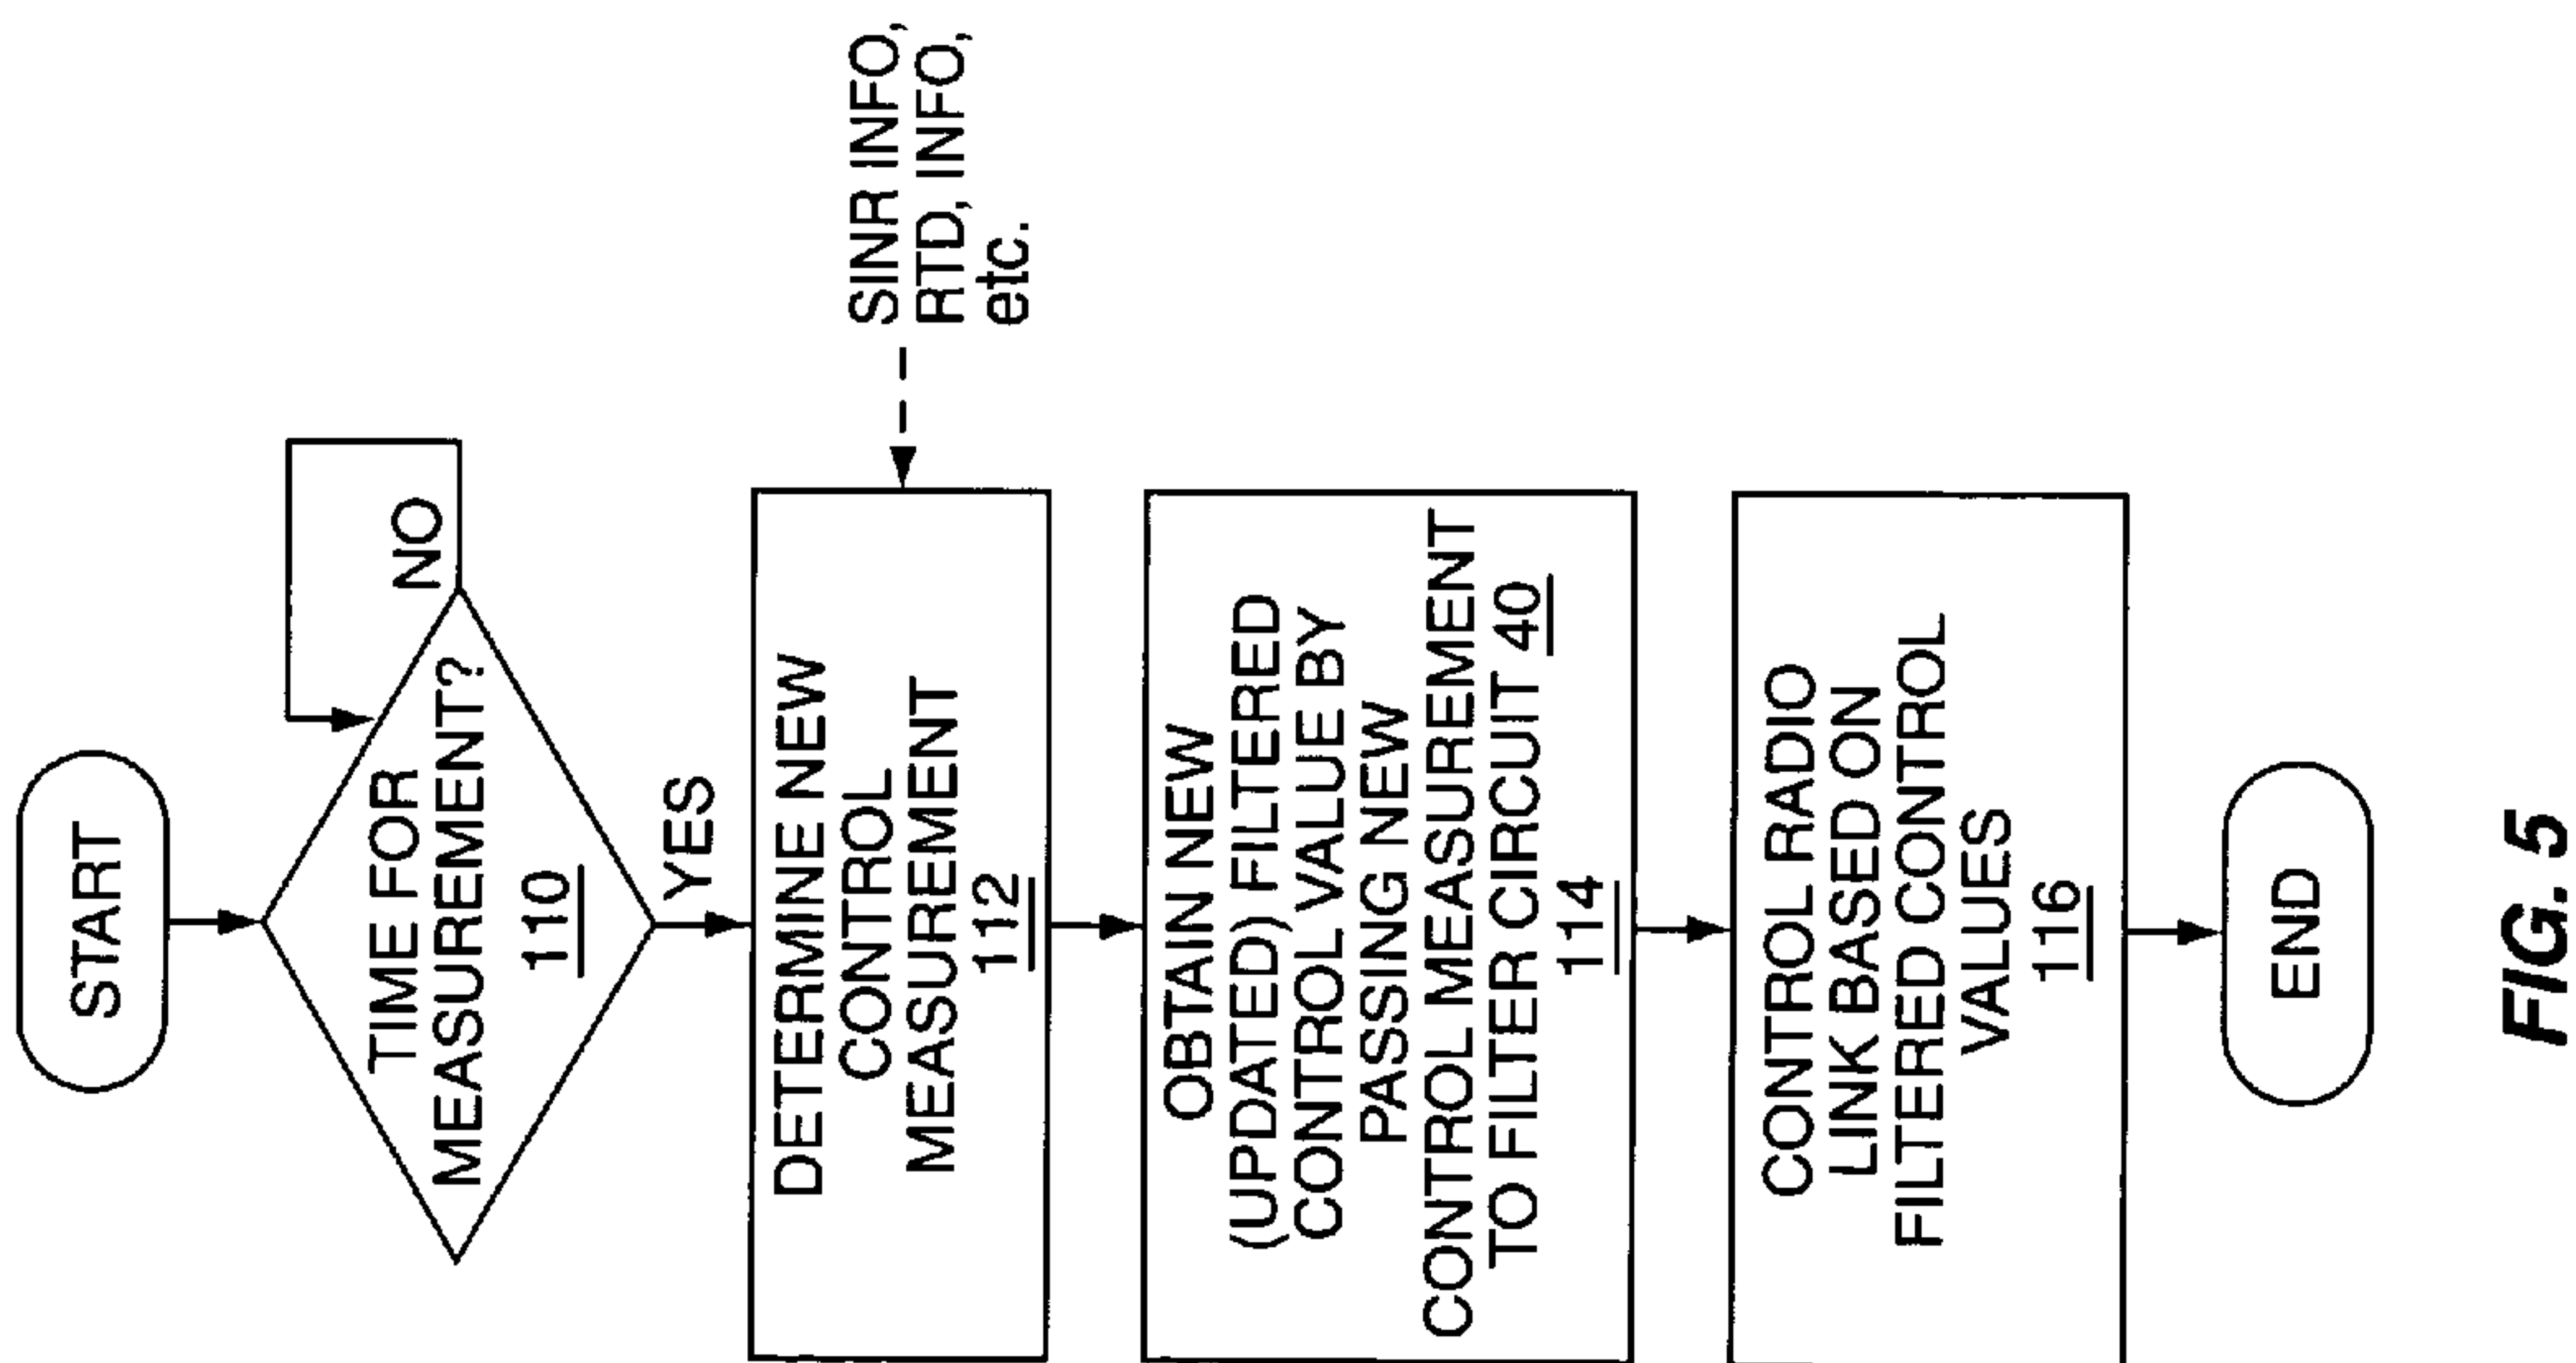 START
TIME FOR
MEASUREMENT?
110
NO
YES
DETERMINE NEW
CONTROL
MEASUREMENT
112
SINR INFO,
RTD, INFO,
etc.
OBTAIN NEW
(UPDATED) FILTERED
CONTROL VALUE BY
PASSING NEW
CONTROL MEASUREMENT
TO FILTER CIRCUIT 40
114
CONTROL RADIO
LINK BASED ON
FILTERED CONTROL
VALUES
116
END
FIG. 5